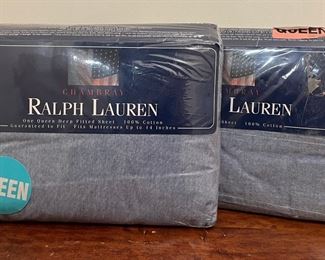 CHAMBRAY
RALPH LAUREN
One Queen Deep Fitted Sheet 100% Cotton
Guaranteed to Fit · Fits Mattresses Up to 14 Inches
EEN
QUEEN
LAUREN
Sheet 100% Cotton